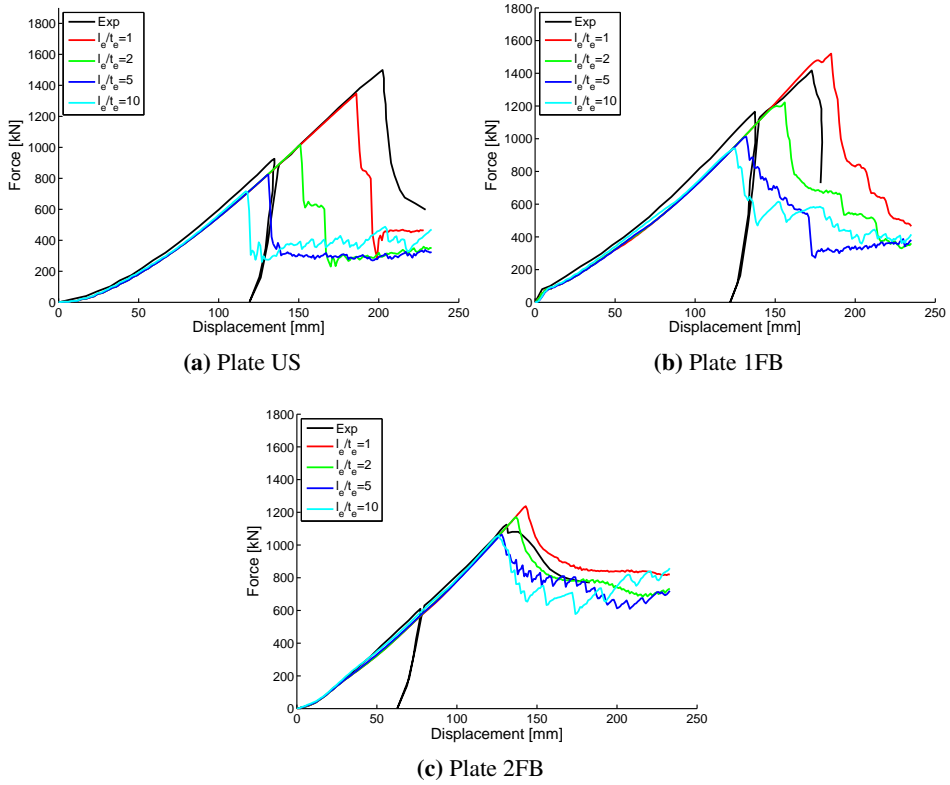 1800
1600
1400
1200
1000
800
600
400
200
0
Force [kN]
Exp
l_e/t_e=1
l_e/t_e=2
l_e/t_e=5
l_e/t_e=10
0 50 100 150 200 250
Displacement [mm]
(a) Plate US
1800
1600
1400
1200
1000
800
600
400
200
0
Force [kN]
Exp
l_e/t_e=1
l_e/t_e=2
l_e/t_e=5
l_e/t_e=10
0 50 100 150 200 250
Displacement [mm]
(b) Plate 1FB
1800
1600
1400
1200
1000
800
600
400
200
0
Force [kN]
Exp
l_e/t_e=1
l_e/t_e=2
l_e/t_e=5
l_e/t_e=10
0 50 100 150 200 250
Displacement [mm]
(c) Plate 2FB